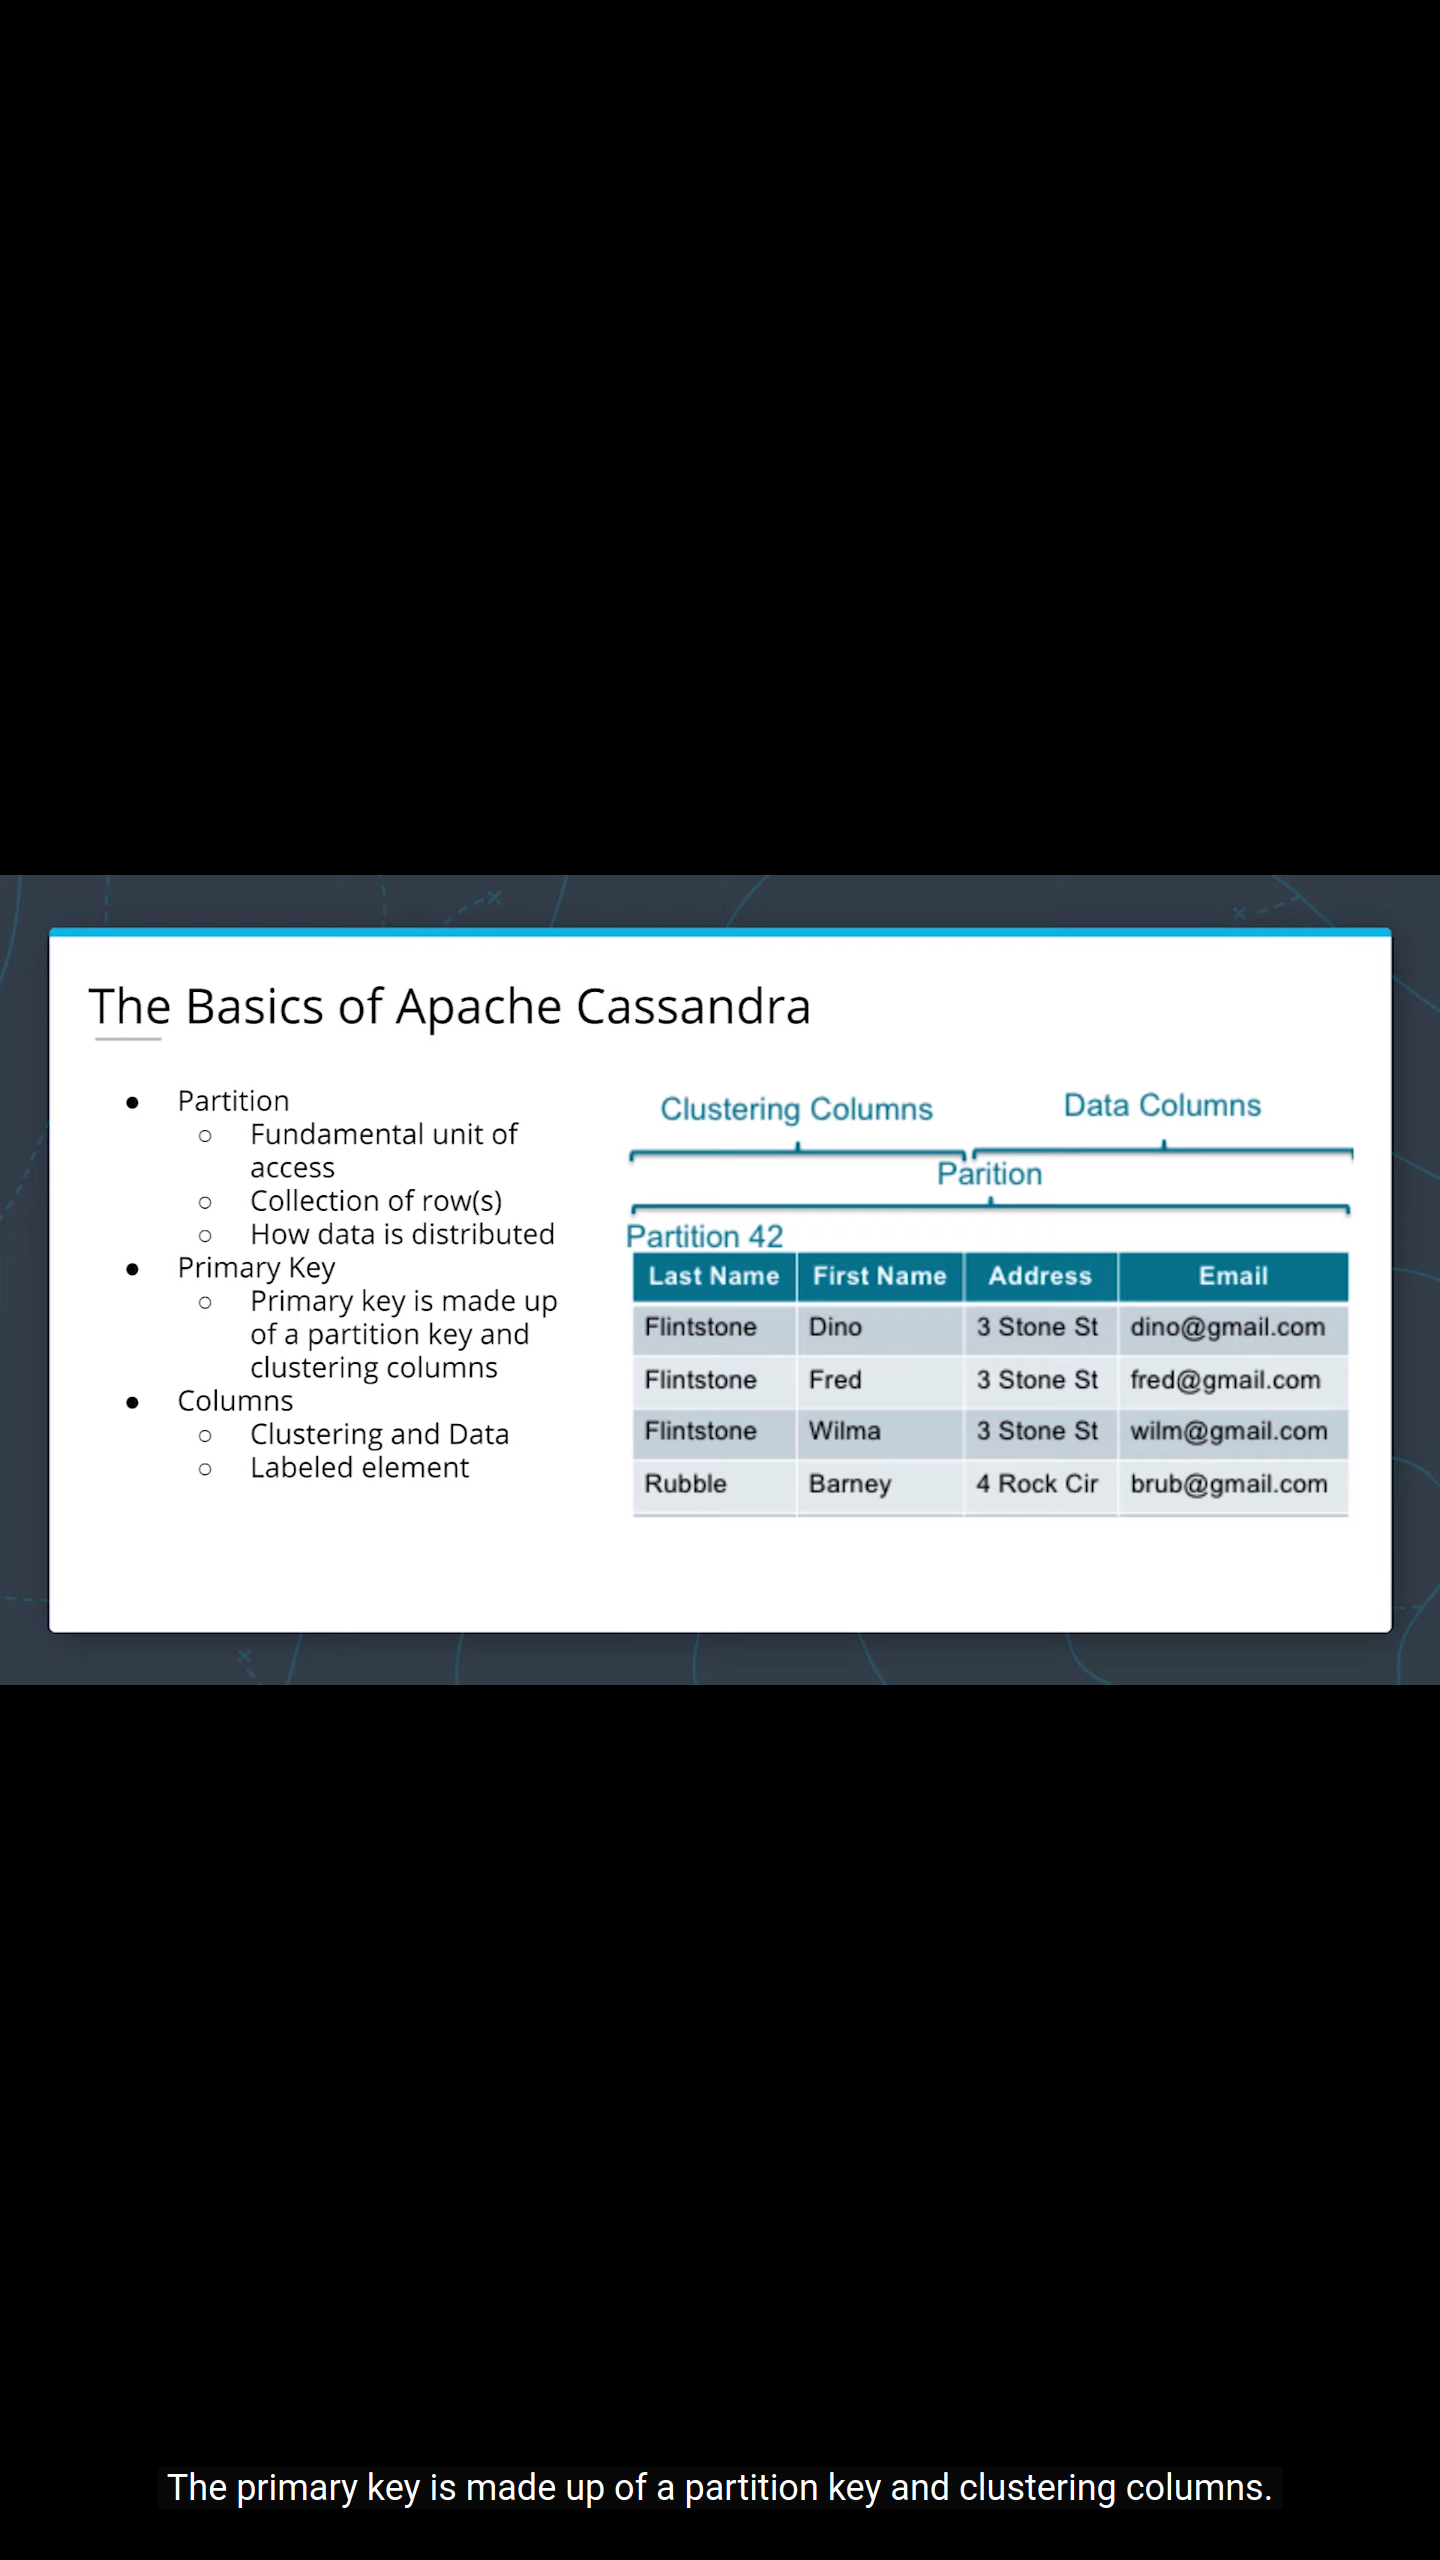 The Basics of Apache Cassandra
● Partition
○ Fundamental unit of
access
○ Collection of row(s)
○ How data is distributed
● Primary Key
○ Primary key is made up
of a partition key and
clustering columns
● Columns
○ Clustering and Data
○ Labeled element
Clustering Columns Data Columns
Parition
Partition 42
Last Name First Name Address Email
Flintstone Dino 3 Stone St dino@gmail.com
Flintstone Fred 3 Stone St fred@gmail.com
Flintstone Wilma 3 Stone St wilm@gmail.com
Rubble Barney 4 Rock Cir brub@gmail.com
The primary key is made up of a partition key and clustering columns.